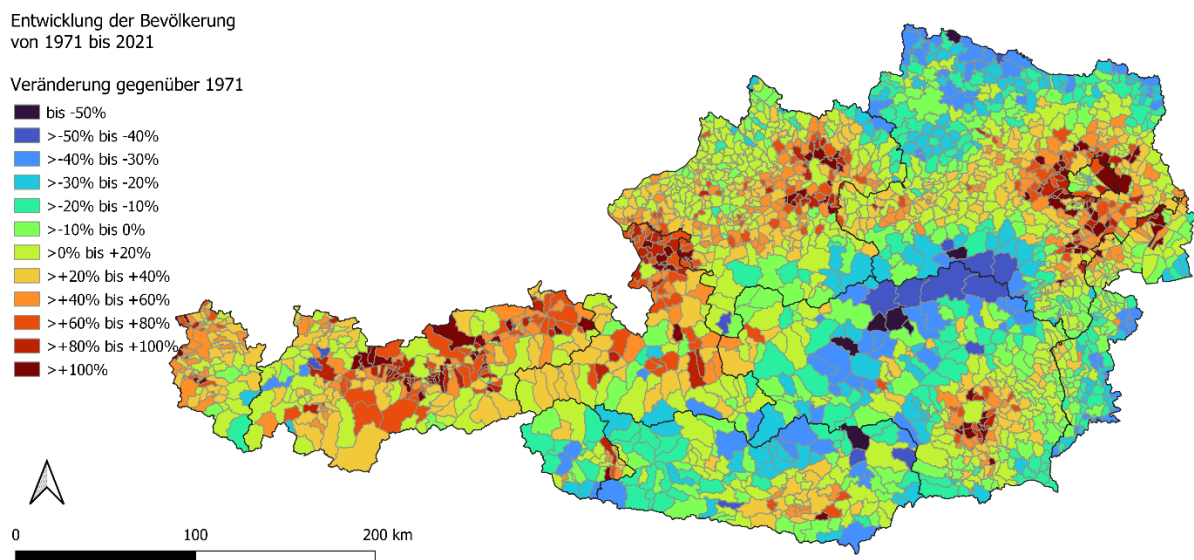 Entwicklung der Bevölkerung
von 1971 bis 2021
Veränderung gegenüber 1971
bis -50%
>-50% bis -40%
>-40% bis -30%
>-30% bis -20%
>-20% bis -10%
>-10% bis 0%
>0% bis +20%
>+20% bis +40%
>+40% bis +60%
>+60% bis +80%
>+80% bis +100%
>+100%
0 100 200 km